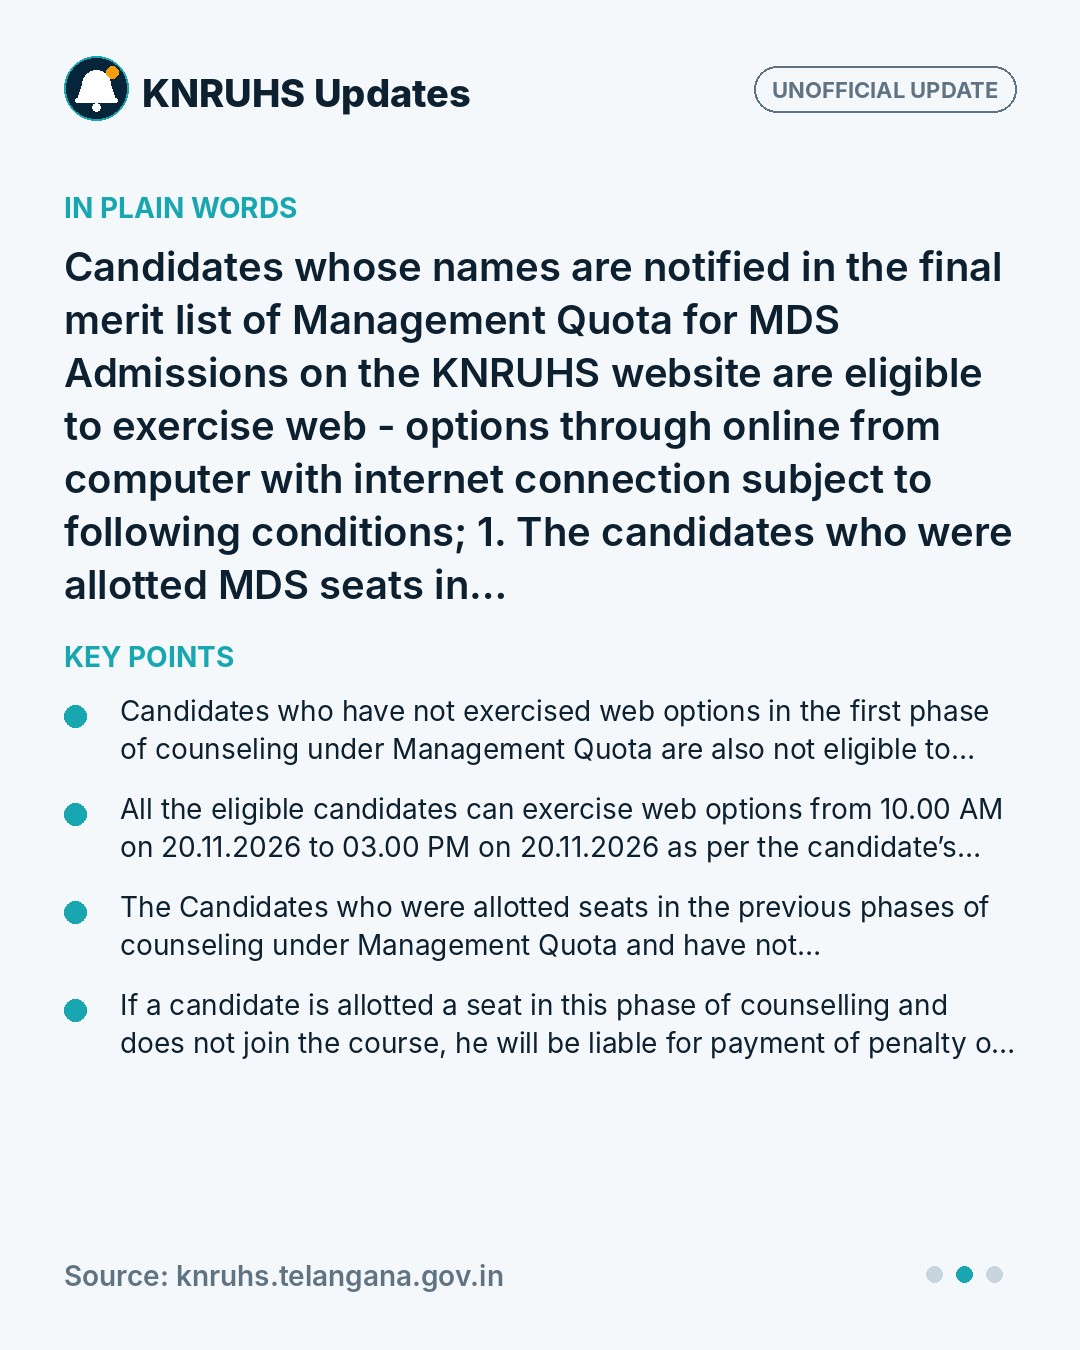 KNRUHS Updates
UNOFFICIAL UPDATE
IN PLAIN WORDS
Candidates whose names are notified in the final
merit list of Management Quota for MDS
Admissions on the KNRUHS website are eligible
to exercise web - options through online from
computer with internet connection subject to
following conditions; 1. The candidates who were
allotted MDS seats in...
KEY POINTS
Candidates who have not exercised web options in the first phase
of counseling under Management Quota are also not eligible to...
All the eligible candidates can exercise web options from 10.00 AM
on 20.11.2026 to 03.00 PM on 20.11.2026 as per the candidate’s...
The Candidates who were allotted seats in the previous phases of
counseling under Management Quota and have not...
If a candidate is allotted a seat in this phase of counselling and
does not join the course, he will be liable for payment of penalty o...
Source: knruhs.telangana.gov.in